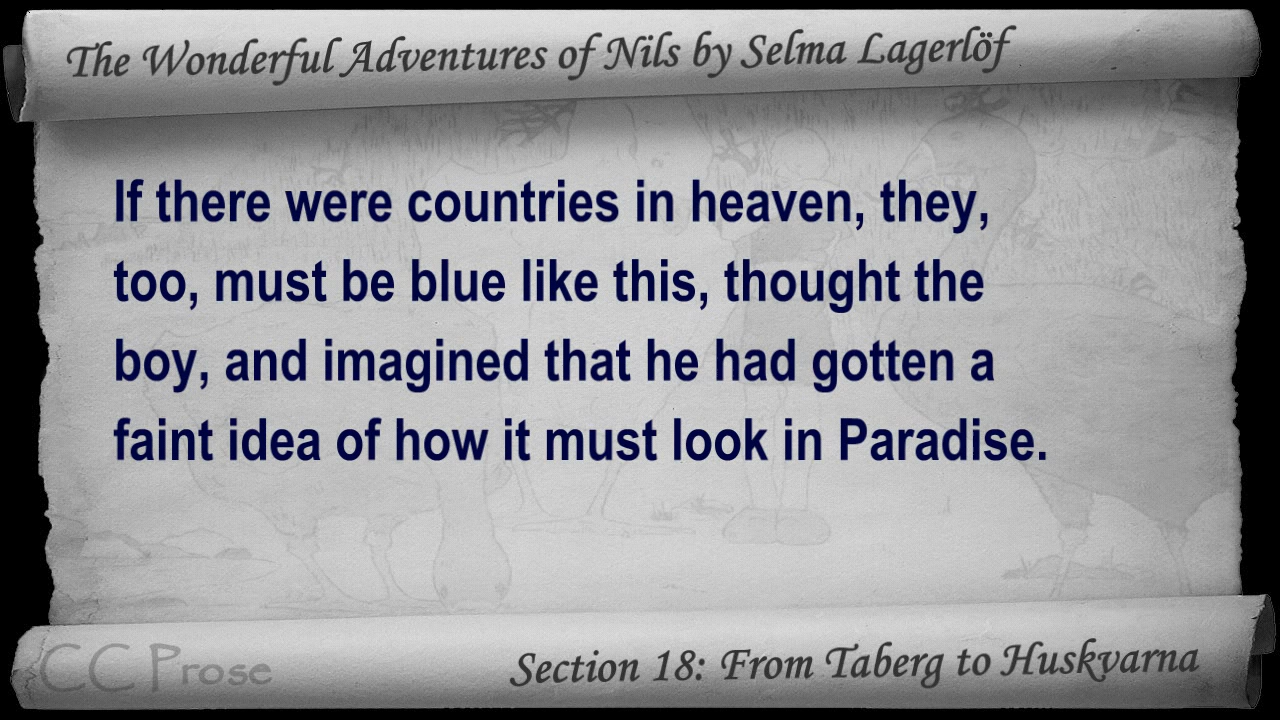 The Wonderful Adventures of Nils by Selma Lagerlöf
If there were countries in heaven, they,
too, must be blue like this, thought the
boy, and imagined that he had gotten a
faint idea of how it must look in Paradise.
CC Prose
Section 18: From Taberg to Huskvarna